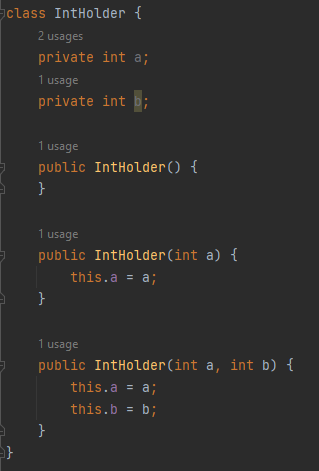 class IntHolder {
2 usages
private int a;
1 usage
private int b;
1 usage
public IntHolder() {
}
1 usage
public IntHolder(int a) {
this.a = a;
}
1 usage
public IntHolder(int a, int b) {
this.a = a;
this.b = b;
}
}